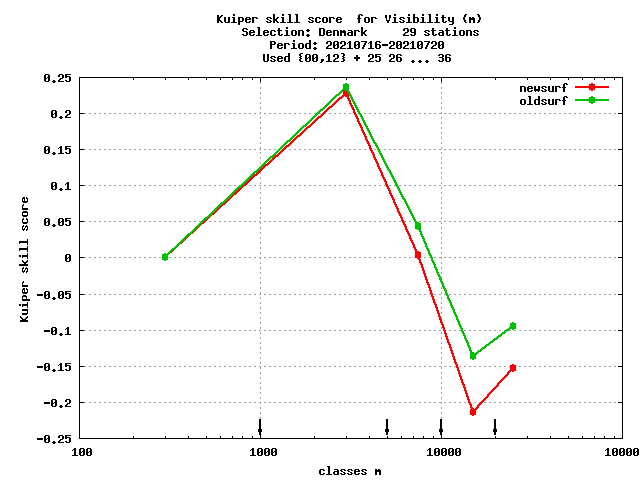 Kuiper skill score  for Visibility (m)
Selection: Denmark     29 stations
Period: 20210716-20210720
Used {00,12} + 25 26 ... 36
newsurf
oldsurf
0.25
0.2
0.15
0.1
0.05
0
-0.05
-0.1
-0.15
-0.2
-0.25
Kuiper skill score
100 1000 10000 10000
classes m